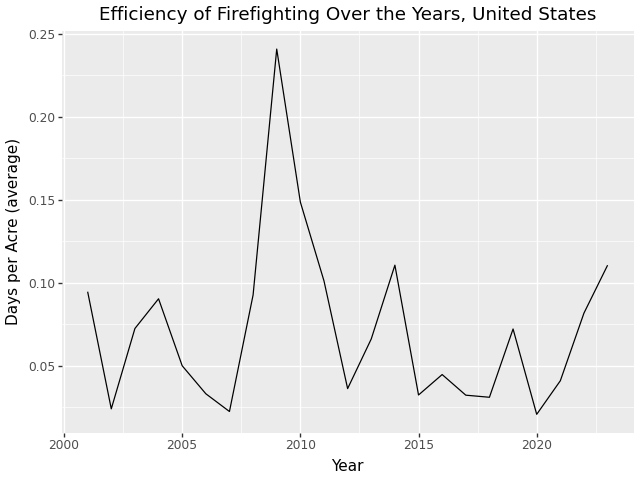 Efficiency of Firefighting Over the Years, United States
0.25
0.20
0.15
0.10
0.05
Days per Acre (average)
2000 2005 2010 2015 2020
Year